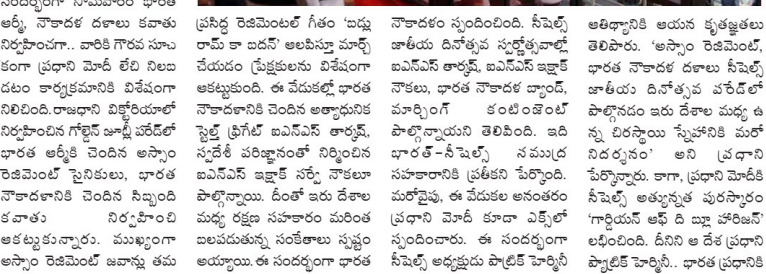 సందర్భంగా సోమవారం భారత
ఆర్మీ, నౌకాదళ దళాలు కవాతు
నిర్వహించగా.. వారికి గౌరవ సూచ
కంగా ప్రధాని మోదీ లేచి నిలబ
డటం కార్యక్రమానికి విశేషంగా
నిలిచింది.రాజధాని విక్టోరియాలో
నిర్వహించిన గోల్డెన్ జూబ్లీ పరేడ్‌లో
భారత ఆర్మీకి చెందిన అస్సాం
రెజిమెంట్ సైనికులు, భారత
నౌకాదళానికి చెందిన సిబ్బంది
కవాతు నిర్వహించి
ఆకట్టుకున్నారు. ముఖ్యంగా
అస్సాం రెజిమెంట్ జవాన్లు తమ
ప్రసిద్ధ రెజిమెంటల్ గీతం 'బద్లు
రామ్ కా బదన్' ఆలపిస్తూ మార్చ్
చేయడం ప్రేక్షకులను విశేషంగా
ఆకట్టుకుంది. ఈ వేడుకల్లో భారత
నౌకాదళానికి చెందిన అత్యాధునిక
స్టెల్త్ ఫ్రిగేట్ ఐఎన్ఎస్ తార్కష్,
స్వదేశీ పరిజ్ఞానంతో నిర్మించిన
ఐఎన్ఎస్ ఇక్షాక్ సర్వే నౌకలూ
పాల్గొన్నాయి. దీంతో ఇరు దేశాల
మధ్య రక్షణ సహకారం మరింత
బలపడుతున్న సంకేతాలు స్పష్టం
అయ్యాయి.ఈ సందర్భంగా భారత
నౌకాదళం స్పందించింది. సీషెల్స్
జాతీయ దినోత్సవ స్వర్ణోత్సవాల్లో
ఐఎన్ఎస్ తార్కష్, ఐఎన్ఎస్ ఇక్షాక్
నౌకలు, భారత నౌకాదళ బ్యాండ్,
మార్చింగ్ కంటింజెంట్
పాల్గొన్నాయని తెలిపింది. ఇది
భారత్-సీషెల్స్ సముద్ర
సహకారానికి ప్రతీకని పేర్కొంది.
మరోవైపు, ఈ వేడుకల అనంతరం
ప్రధాని మోదీ కూడా ఎక్స్‌లో
స్పందించారు. ఈ సందర్భంగా
సీషెల్స్ అధ్యక్షుడు పాట్రిక్ హెర్మినీ
ఆతిథ్యానికి ఆయన కృతజ్ఞతలు
తెలిపారు. 'అస్సాం రెజిమెంట్,
భారత నౌకాదళ దళాలు సీషెల్స్
జాతీయ దినోత్సవ పరేడ్‌లో
పాల్గొనడం ఇరు దేశాల మధ్య ఉ
న్న చిరస్థాయి స్నేహానికి మరో
నిదర్శనం' అని ప్రధాని
పేర్కొన్నారు. కాగా, ప్రధాని మోదీకి
సీషెల్స్ అత్యున్నత పురస్కారం
'గార్డియన్ ఆఫ్ ది బ్లూ హారిజన్'
లభించింది. దీనిని ఆ దేశ ప్రధాని
ప్యాట్రిక్ హెర్మినీ.. భారత ప్రధానికి